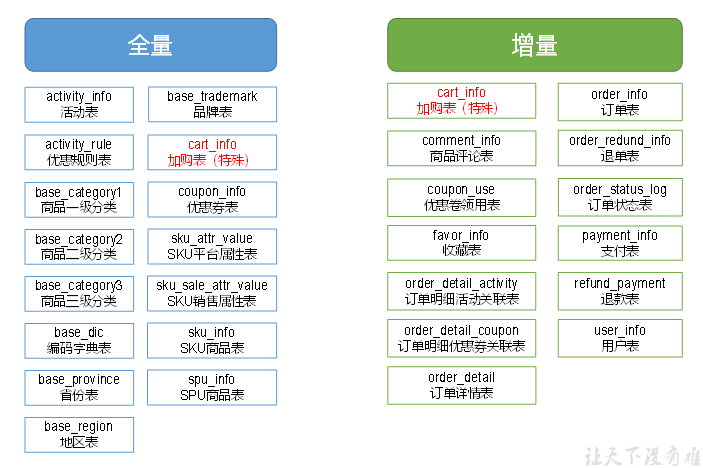 全量
activity_info
活动表
base_trademark
品牌表
activity_rule
优惠规则表
cart_info
加购表（特殊）
base_category1
商品一级分类
coupon_info
优惠券表
base_category2
商品二级分类
sku_attr_value
SKU平台属性表
base_category3
商品三级分类
sku_sale_attr_value
SKU销售属性表
base_dic
编码字典表
sku_info
SKU商品表
base_province
省份表
spu_info
SPU商品表
base_region
地区表
增量
cart_info
加购表（特殊）
order_info
订单表
comment_info
商品评论表
order_redund_info
退单表
coupon_use
优惠卷领用表
order_status_log
订单状态表
favor_info
收藏表
payment_info
支付表
order_detail_activity
订单明细活动关联表
refund_payment
退款表
order_detail_coupon
订单明细优惠券关联表
user_info
用户表
order_detail
订单详情表
让天下没有难